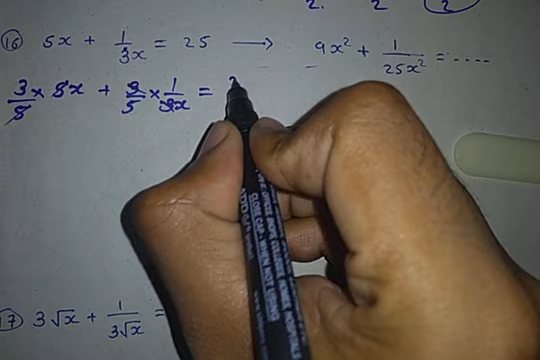 2. 2 2
16 5x + 1/3x = 25 → 9x² + 1/25x² = ....
3/5 × 5x + 3/5 × 1/3x =
17 3√x + 1/3√x =